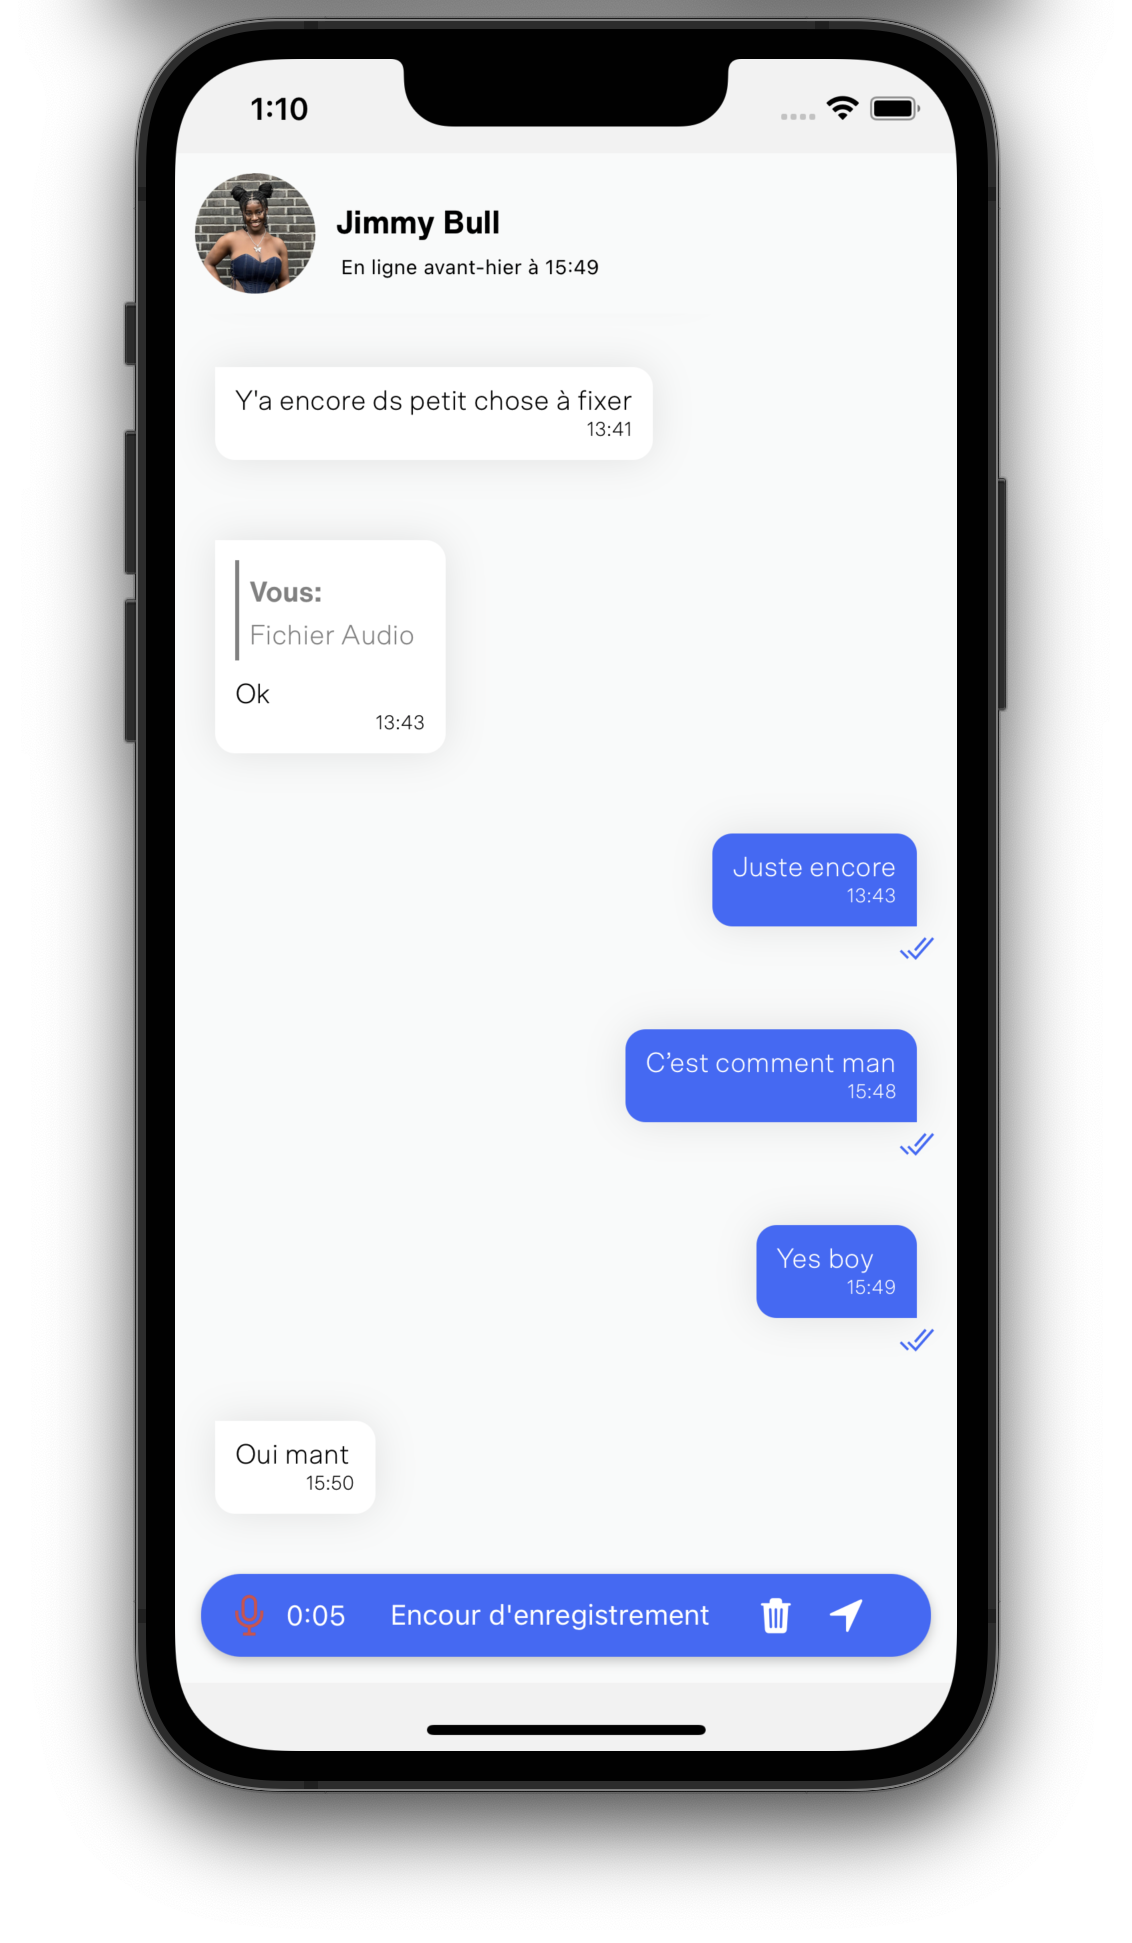 1:10
Jimmy Bull
En ligne avant-hier à 15:49
Y'a encore ds petit chose à fixer
13:41
Vous:
Fichier Audio
Ok
13:43
Juste encore
13:43
C'est comment man
15:48
Yes boy
15:49
Oui mant
15:50
0:05 Encour d'enregistrement